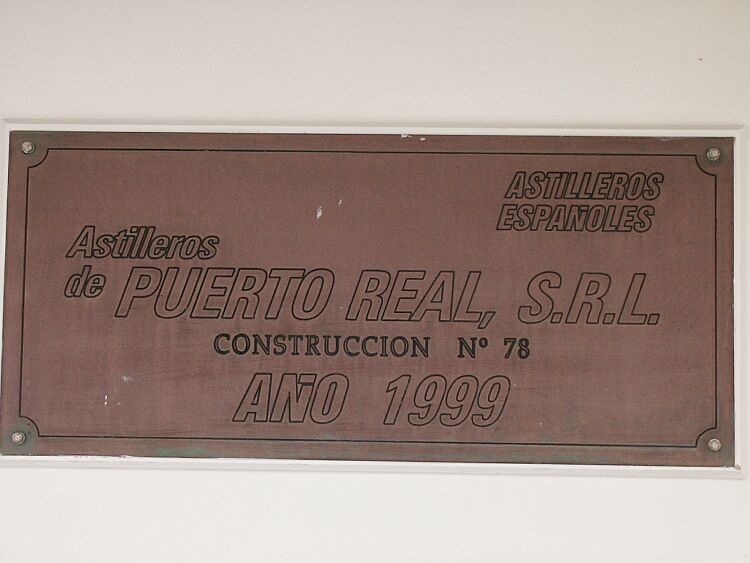 ASTILLEROS
ESPAÑOLES
Astilleros
de PUERTO REAL, S.R.L.
CONSTRUCCION Nº 78
AÑO 1999